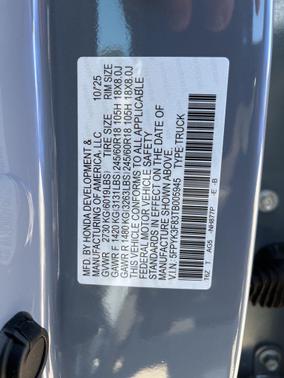 MFD. BY HONDA DEVELOPMENT & 10/25
MANUFACTURING OF AMERICA, LLC
GVWR 2730 KG(6019LBS) TIRE SIZE RIM SIZE
GAWR F 1420 KG(3131LBS) 245/60R18 105H 18X8.0J
GAWR R 1480 KG(3263LBS) 245/60R18 105H 18X8.0J
THIS VEHICLE CONFORMS TO ALL APPLICABLE
FEDERAL MOTOR VEHICLE SAFETY
STANDARDS IN EFFECT ON THE DATE OF
MANUFACTURE SHOWN ABOVE.
V.I.N. 5FPYK3F83TB005945 TYPE TRUCK
NH877P E -B